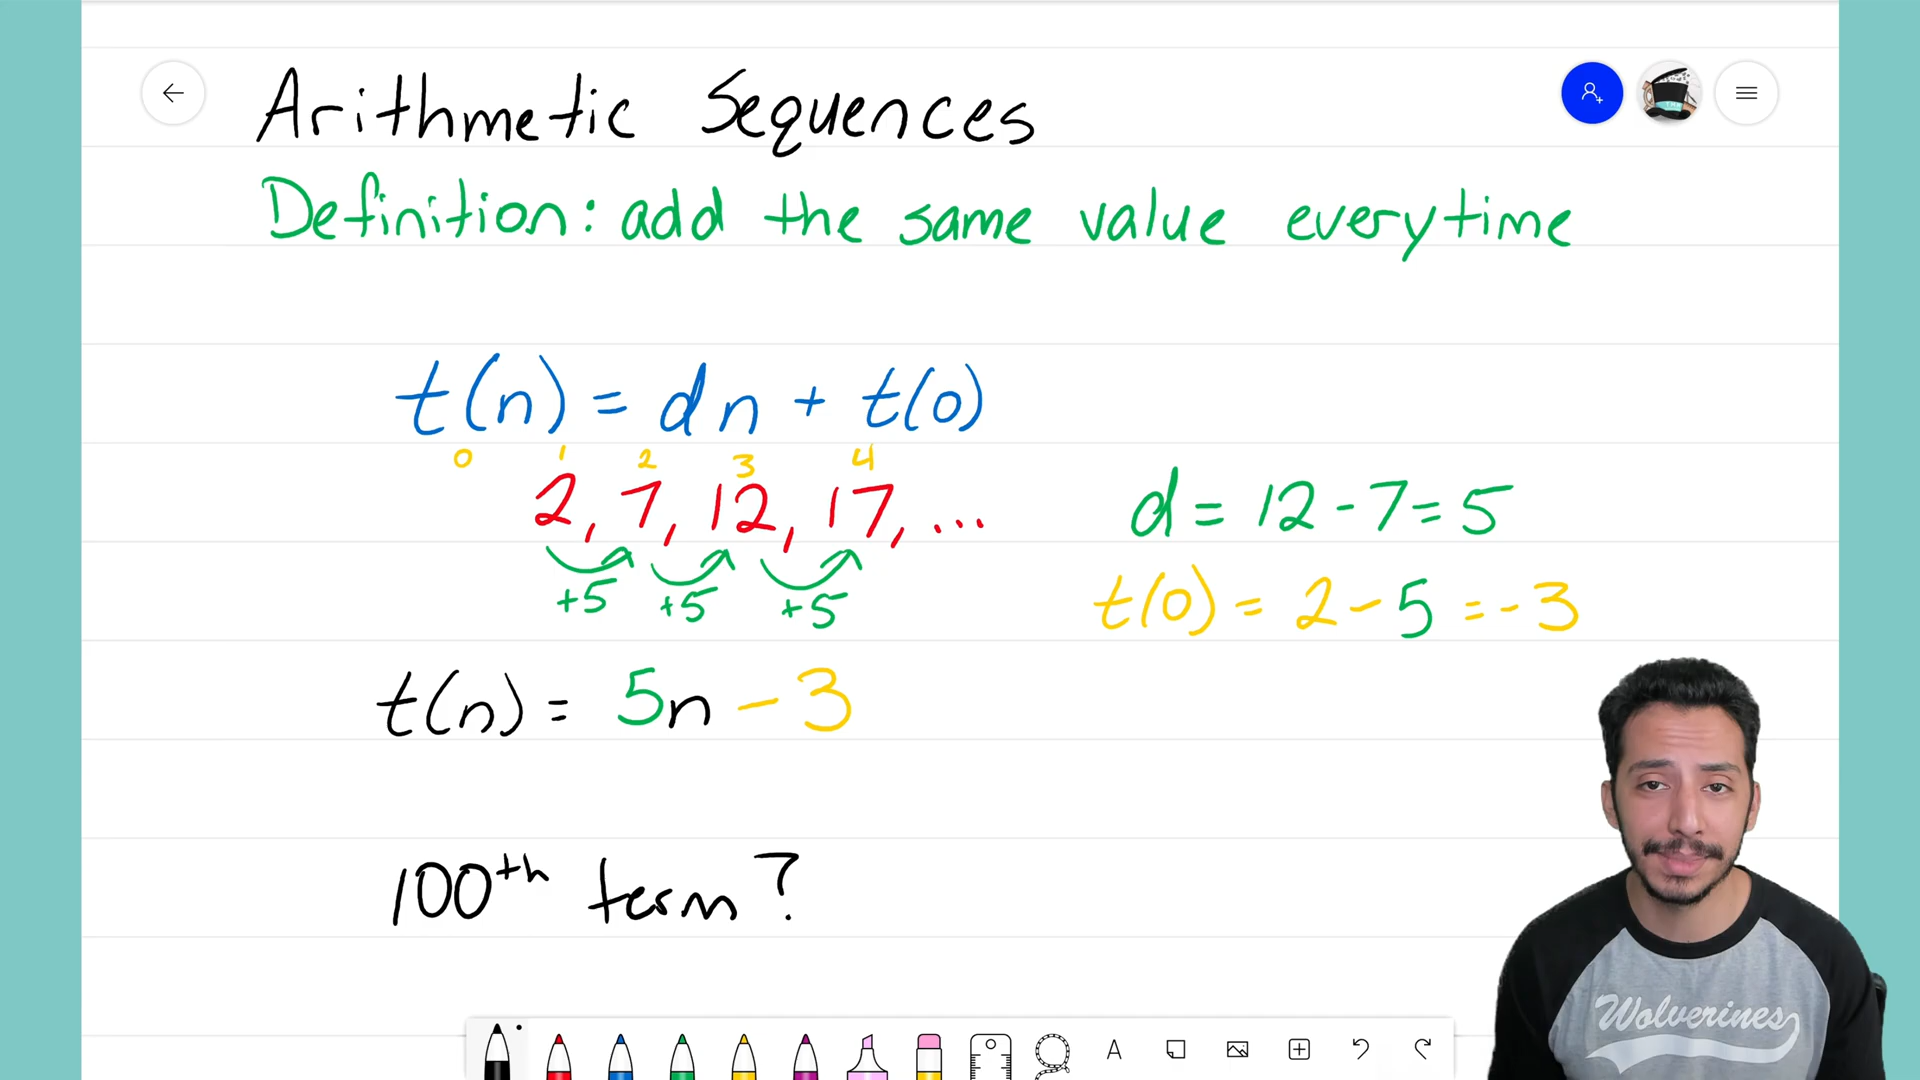 Arithmetic Sequences
Definition: add the same value everytime
t(n) = dn + t(0)
0 1 2 3 4
2, 7, 12, 17, ...
+5 +5 +5
d = 12 - 7 = 5
t(0) = 2 - 5 = -3
t(n) = 5n - 3
100th term?
Wolverines
A